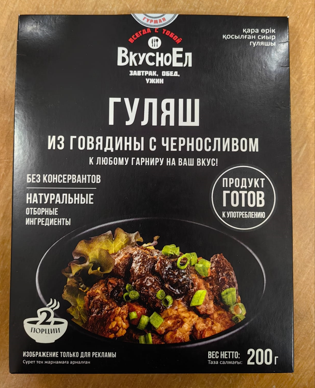 ГУРМАН
ВСЕГДА С ТОБОЙ
ВкусноЕл
ЗАВТРАК, ОБЕД,
УЖИН
қара өрік
қосылған сиыр
гуляшы
ГУЛЯШ
ИЗ ГОВЯДИНЫ С ЧЕРНОСЛИВОМ
К ЛЮБОМУ ГАРНИРУ НА ВАШ ВКУС!
БЕЗ КОНСЕРВАНТОВ
НАТУРАЛЬНЫЕ
ОТБОРНЫЕ
ИНГРЕДИЕНТЫ
ПРОДУКТ
ГОТОВ
К УПОТРЕБЛЕНИЮ
2
ПОРЦИИ
ИЗОБРАЖЕНИЕ ТОЛЬКО ДЛЯ РЕКЛАМЫ
Сурет тек жарнамаға арналған
ВЕС НЕТТО:
Таза салмағы:
200 г